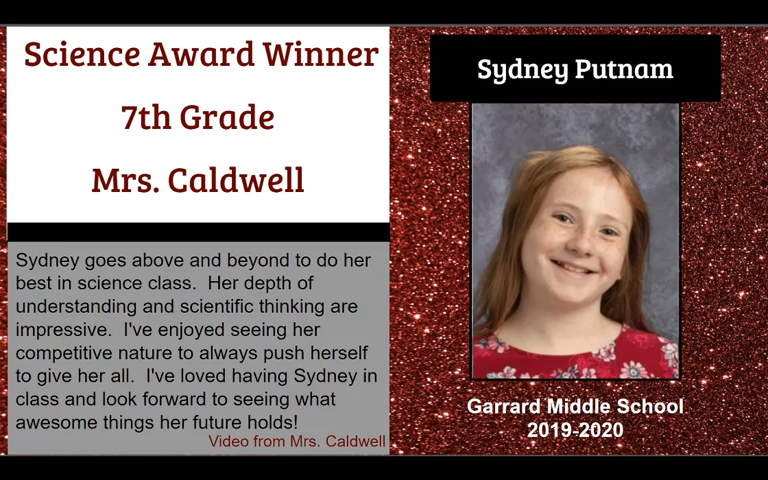 Science Award Winner
7th Grade
Mrs. Caldwell
Sydney goes above and beyond to do her
best in science class.  Her depth of
understanding and scientific thinking are
impressive.  I've enjoyed seeing her
competitive nature to always push herself
to give her all.  I've loved having Sydney in
class and look forward to seeing what
awesome things her future holds!
Video from Mrs. Caldwell
Sydney Putnam
Garrard Middle School
2019-2020